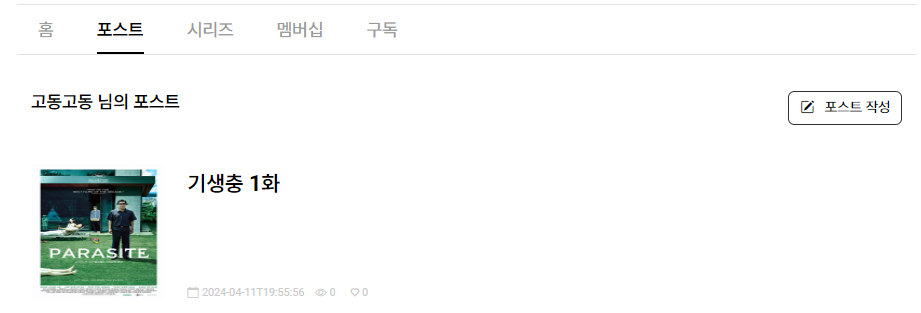 홈 포스트 시리즈 멤버십 구독
고동고동 님의 포스트
포스트 작성
기생충 1화
PARASITE
2024-04-11T19:55:56 0 0